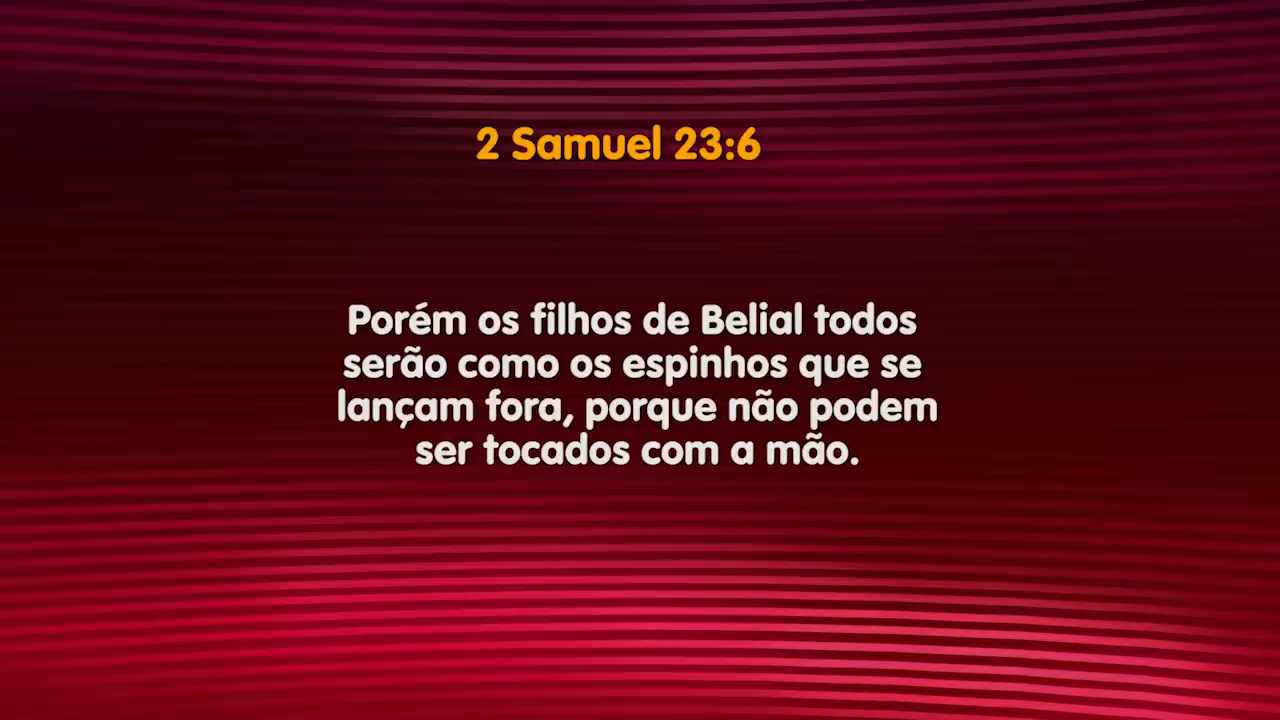 2 Samuel 23:6
Porém os filhos de Belial todos
serão como os espinhos que se
lançam fora, porque não podem
ser tocados com a mão.